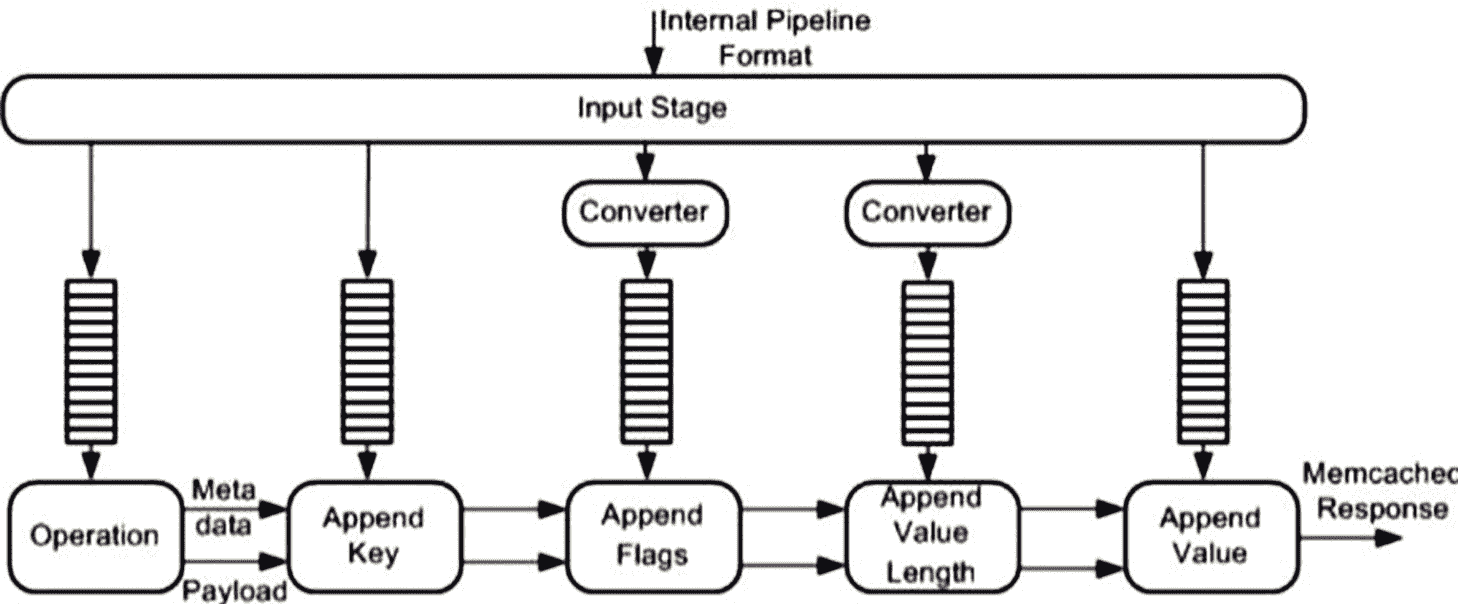 Internal Pipeline
Format
Input Stage
Converter
Converter
Operation
Meta
data
Payload
Append
Key
Append
Flags
Append
Value
Length
Append
Value
Memcached
Response